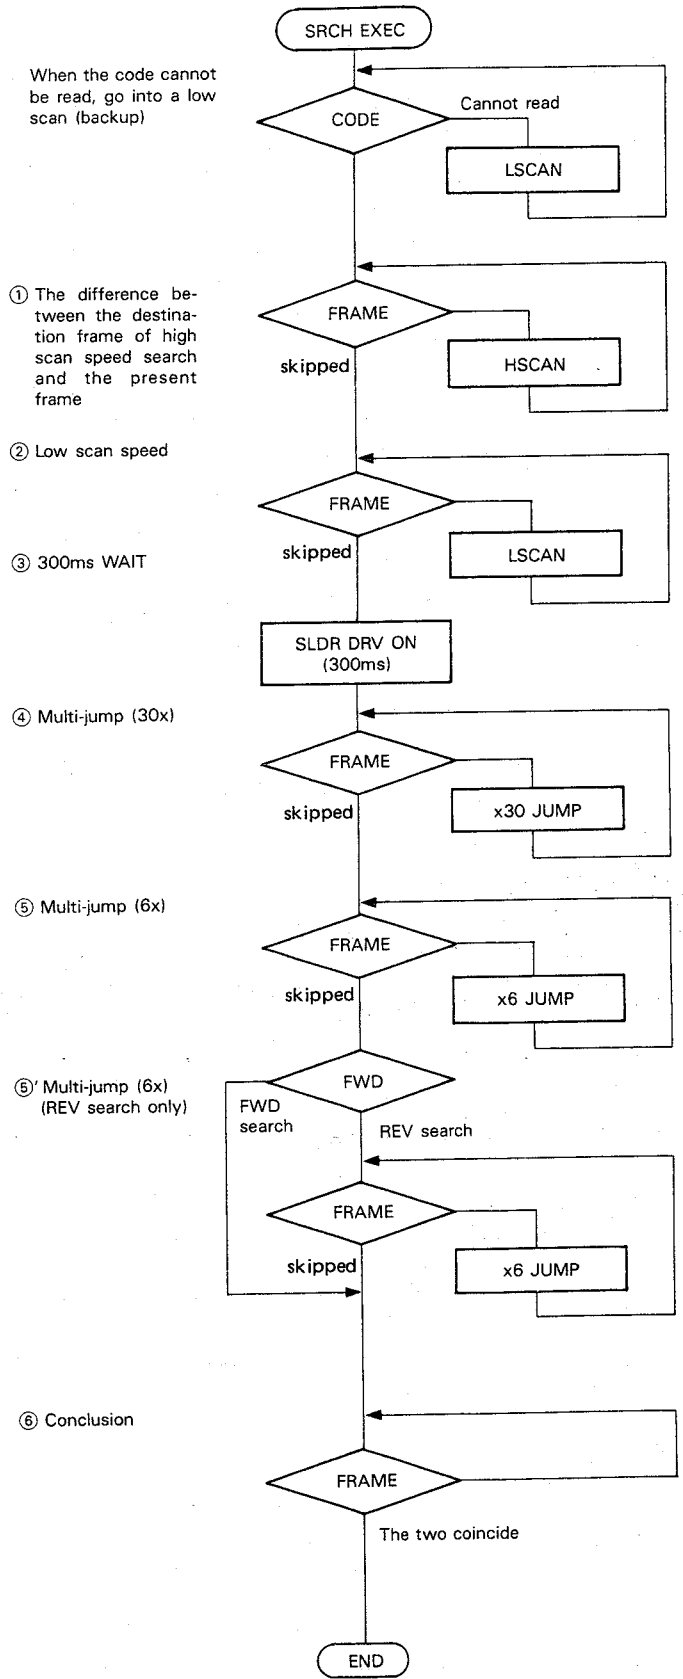 SRCH EXEC
When the code cannot
be read, go into a low
scan (backup)
CODE
Cannot read
LSCAN
① The difference be-
tween the destina-
tion frame of high
scan speed search
and the present
frame
FRAME
skipped
HSCAN
② Low scan speed
FRAME
skipped
LSCAN
③ 300ms WAIT
SLDR DRV ON
(300ms)
④ Multi-jump (30x)
FRAME
skipped
x30 JUMP
⑤ Multi-jump (6x)
FRAME
skipped
x6 JUMP
⑤' Multi-jump (6x)
(REV search only)
FWD
FWD
search
REV search
FRAME
skipped
x6 JUMP
⑥ Conclusion
FRAME
The two coincide
END